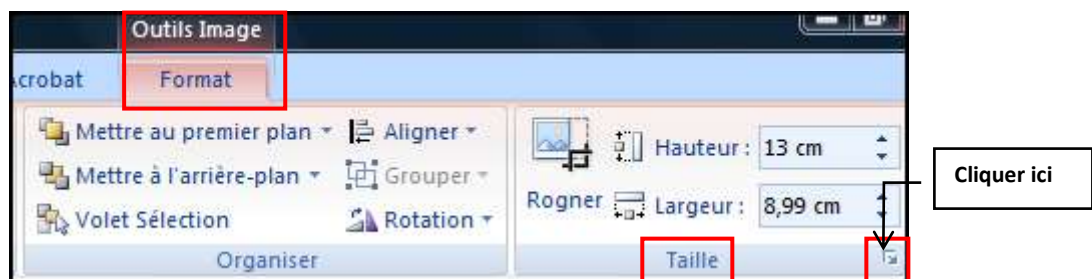 Outils Image
Acrobat Format
Mettre au premier plan Aligner
Mettre à l'arrière-plan Grouper
Volet Sélection Rotation
Organiser
Rogner
Hauteur : 13 cm
Largeur : 8,99 cm
Taille
Cliquer ici